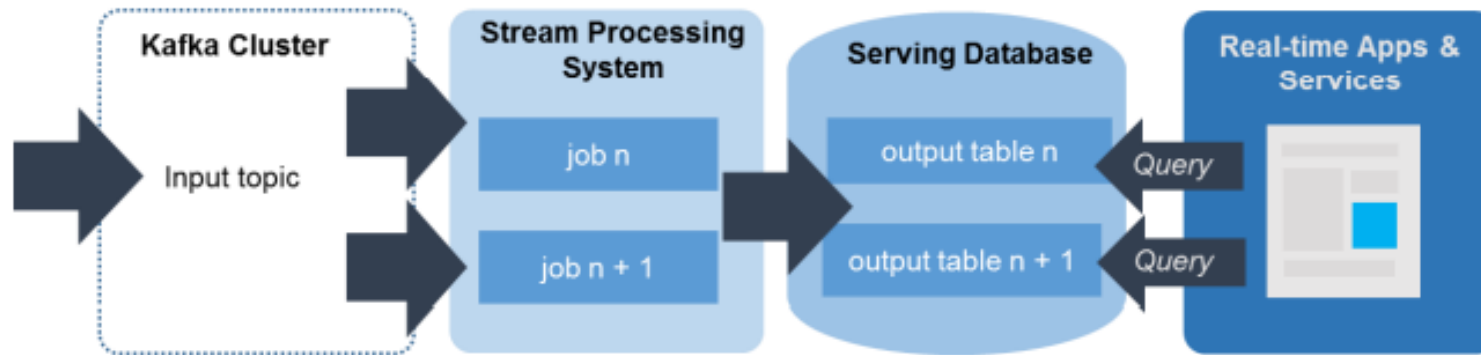 Kafka Cluster
Input topic
Stream Processing
System
job n
job n + 1
Serving Database
output table n
output table n + 1
Query
Query
Real-time Apps &
Services